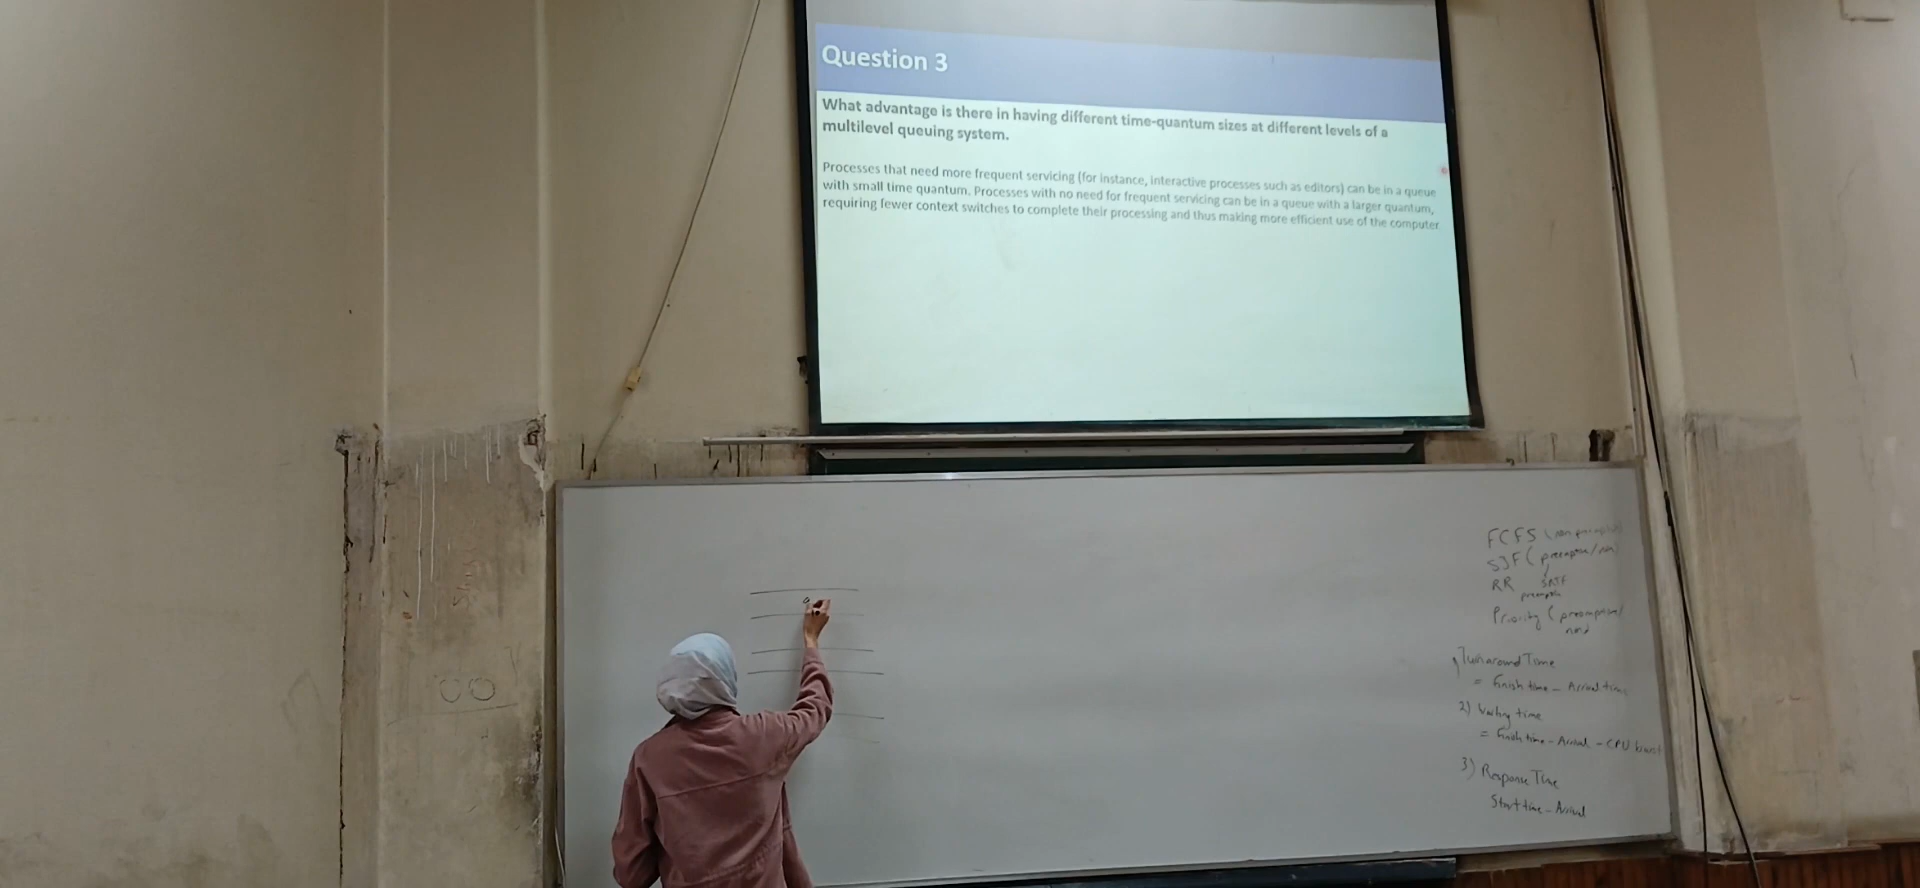 Question 3
What advantage is there in having different time-quantum sizes at different levels of a
multilevel queuing system.
Processes that need more frequent servicing (for instance, interactive processes such as editors) can be in a queue
with small time quantum. Processes with no need for frequent servicing can be in a queue with a larger quantum,
requiring fewer context switches to complete their processing and thus making more efficient use of the computer
FCFS (non
SJF (
RR SRTF
Priority (
non
1) Turnaround Time
= finish time - Arrival time
2) Waiting time
= finish time - Arrival - CPU burst
3) Response Time
Start time - Arrival